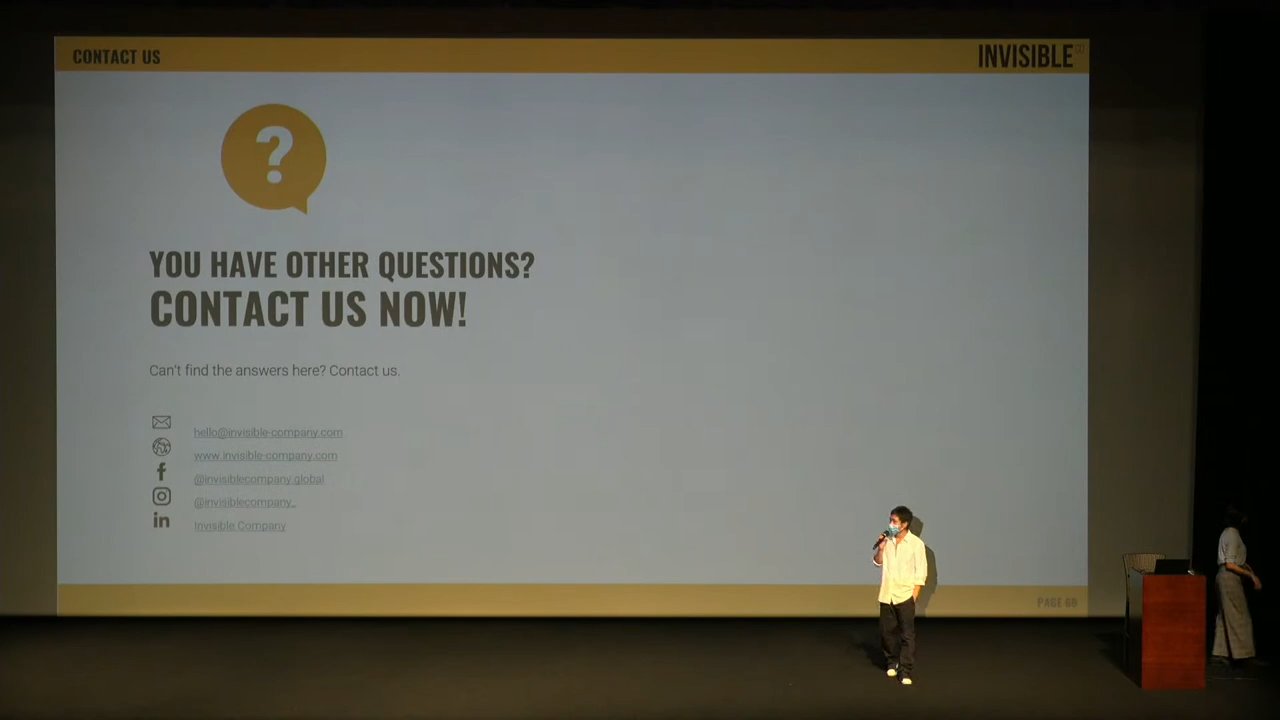 CONTACT US
INVISIBLE
?
YOU HAVE OTHER QUESTIONS?
CONTACT US NOW!
Can't find the answers here? Contact us.
hello@invisible-company.com
www.invisible-company.com
@invisiblecompany.global
@invisiblecompany_
Invisible Company
PAGE 60